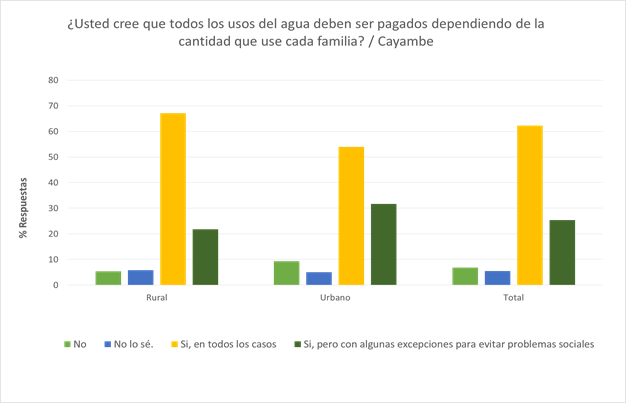 ¿Usted cree que todos los usos del agua deben ser pagados dependiendo de la
cantidad que use cada familia? / Cayambe
80
70
60
50
40
30
20
10
0
% Respuestas
Rural
Urbano
Total
No
No lo sé.
Si, en todos los casos
Si, pero con algunas excepciones para evitar problemas sociales